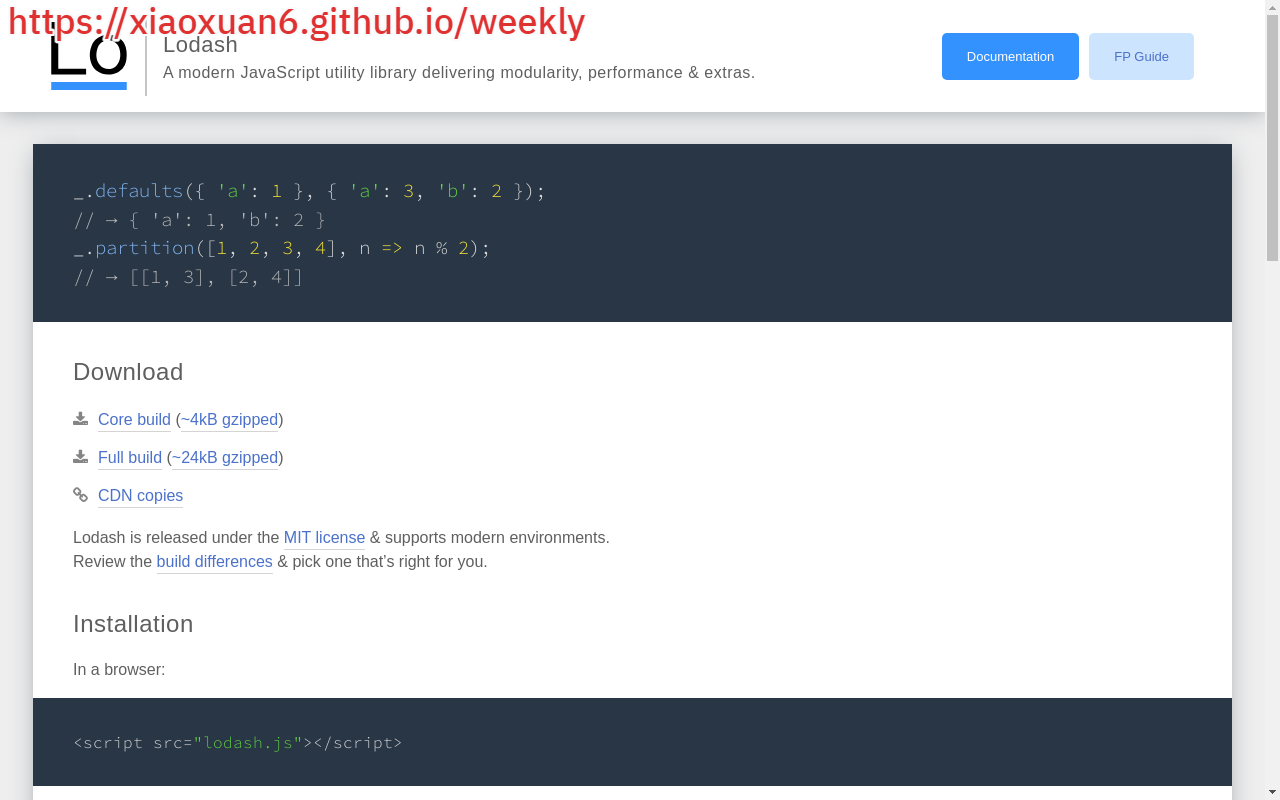 https://xiaoxuan6.github.io/weekly
LO
Lodash
A modern JavaScript utility library delivering modularity, performance & extras.
Documentation
FP Guide
_.defaults({ 'a': 1 }, { 'a': 3, 'b': 2 });
// → { 'a': 1, 'b': 2 }
_.partition([1, 2, 3, 4], n => n % 2);
// → [[1, 3], [2, 4]]
Download
Core build (~4kB gzipped)
Full build (~24kB gzipped)
CDN copies
Lodash is released under the MIT license & supports modern environments.
Review the build differences & pick one that’s right for you.
Installation
In a browser:
<script src="lodash.js"></script>